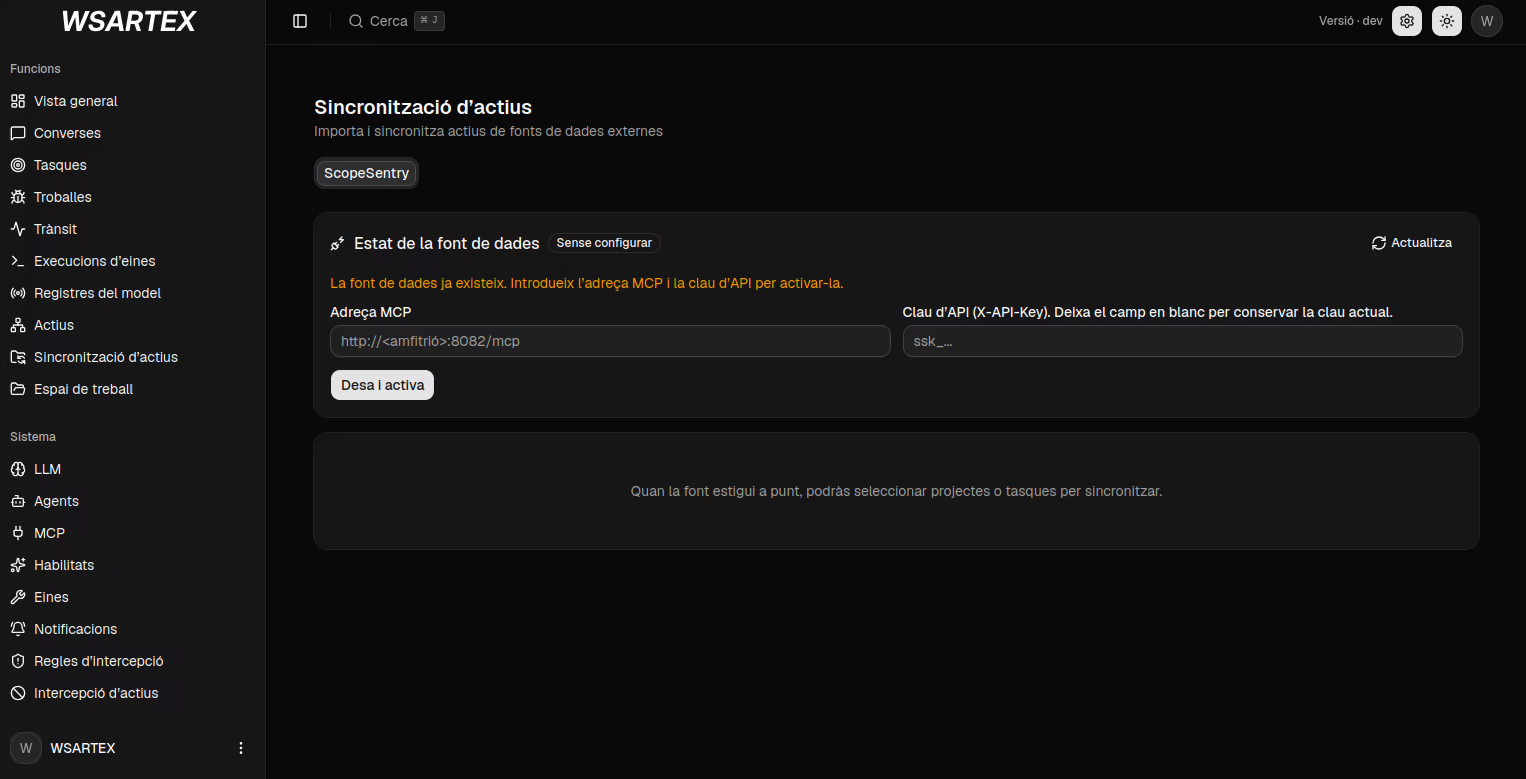 WSARTEX
Cerca ⌘ J
Versió · dev
W
Funcions
Vista general
Converses
Tasques
Troballes
Trànsit
Execucions d’eines
Registres del model
Actius
Sincronització d’actius
Espai de treball
Sistema
LLM
Agents
MCP
Habilitats
Eines
Notificacions
Regles d’intercepció
Intercepció d’actius
W WSARTEX
Sincronització d’actius
Importa i sincronitza actius de fonts de dades externes
ScopeSentry
Estat de la font de dades Sense configurar
Actualitza
La font de dades ja existeix. Introdueix l’adreça MCP i la clau d’API per activar-la.
Adreça MCP
http://<amfitrió>:8082/mcp
Clau d’API (X-API-Key). Deixa el camp en blanc per conservar la clau actual.
ssk_…
Desa i activa
Quan la font estigui a punt, podràs seleccionar projectes o tasques per sincronitzar.